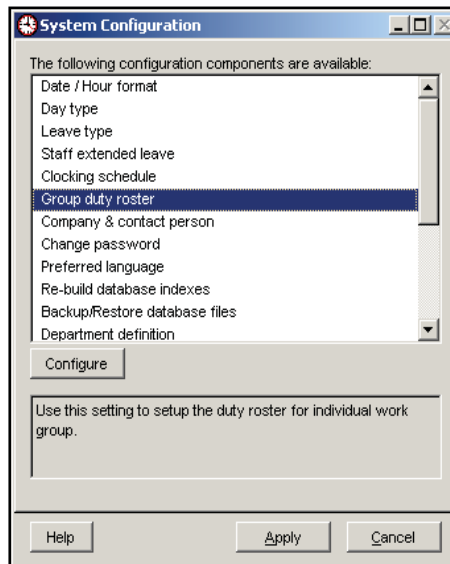 System Configuration
The following configuration components are available:
Date / Hour format
Day type
Leave type
Staff extended leave
Clocking schedule
Group duty roster
Company & contact person
Change password
Preferred language
Re-build database indexes
Backup/Restore database files
Department definition
Configure
Use this setting to setup the duty roster for individual work
group.
Help Apply Cancel